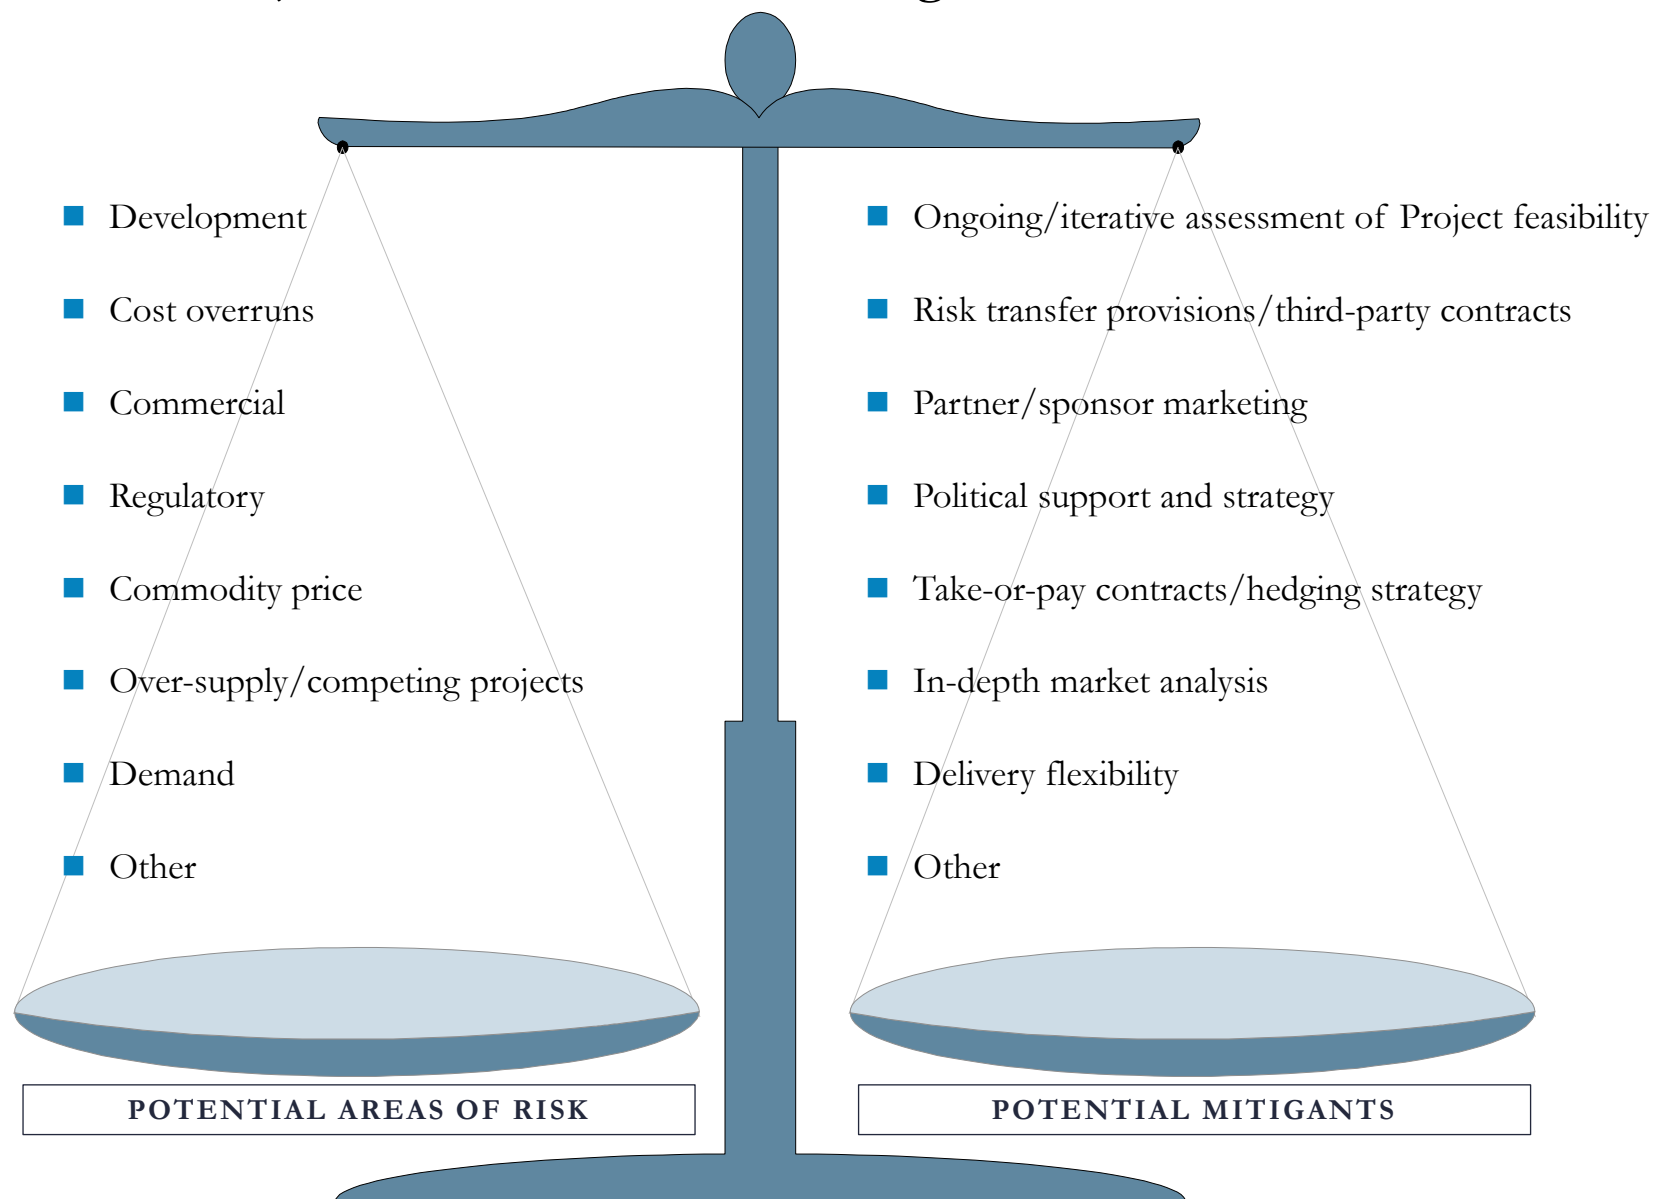 Development
Cost overruns
Commercial
Regulatory
Commodity price
Over-supply/competing projects
Demand
Other
POTENTIAL AREAS OF RISK
Ongoing/iterative assessment of Project feasibility
Risk transfer provisions/third-party contracts
Partner/sponsor marketing
Political support and strategy
Take-or-pay contracts/hedging strategy
In-depth market analysis
Delivery flexibility
Other
POTENTIAL MITIGANTS